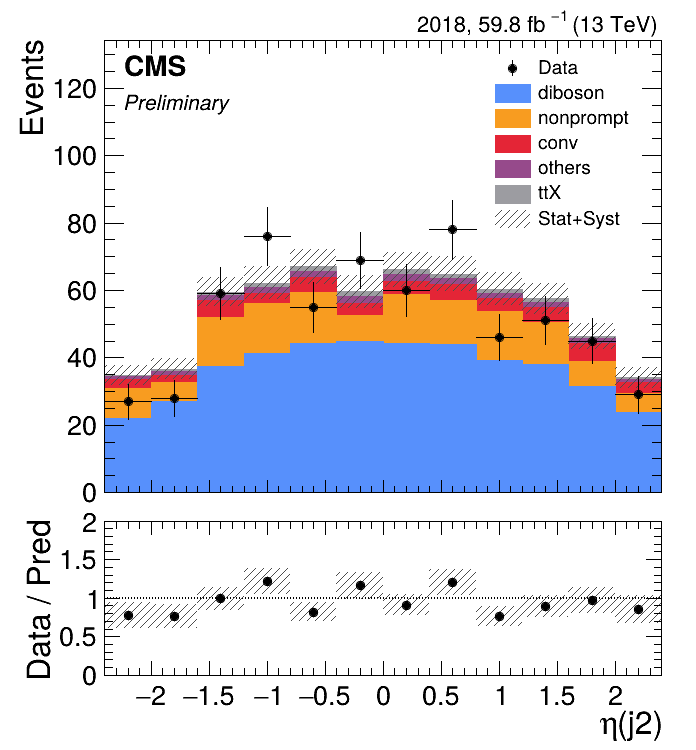 2018, 59.8 fb⁻¹ (13 TeV)
Events
CMS
Preliminary
Data
diboson
nonprompt
conv
others
ttX
Stat+Syst
120
100
80
60
40
20
0
Data / Pred
2
1.5
1
0.5
0
−2 −1.5 −1 −0.5 0 0.5 1 1.5 2
η(j2)